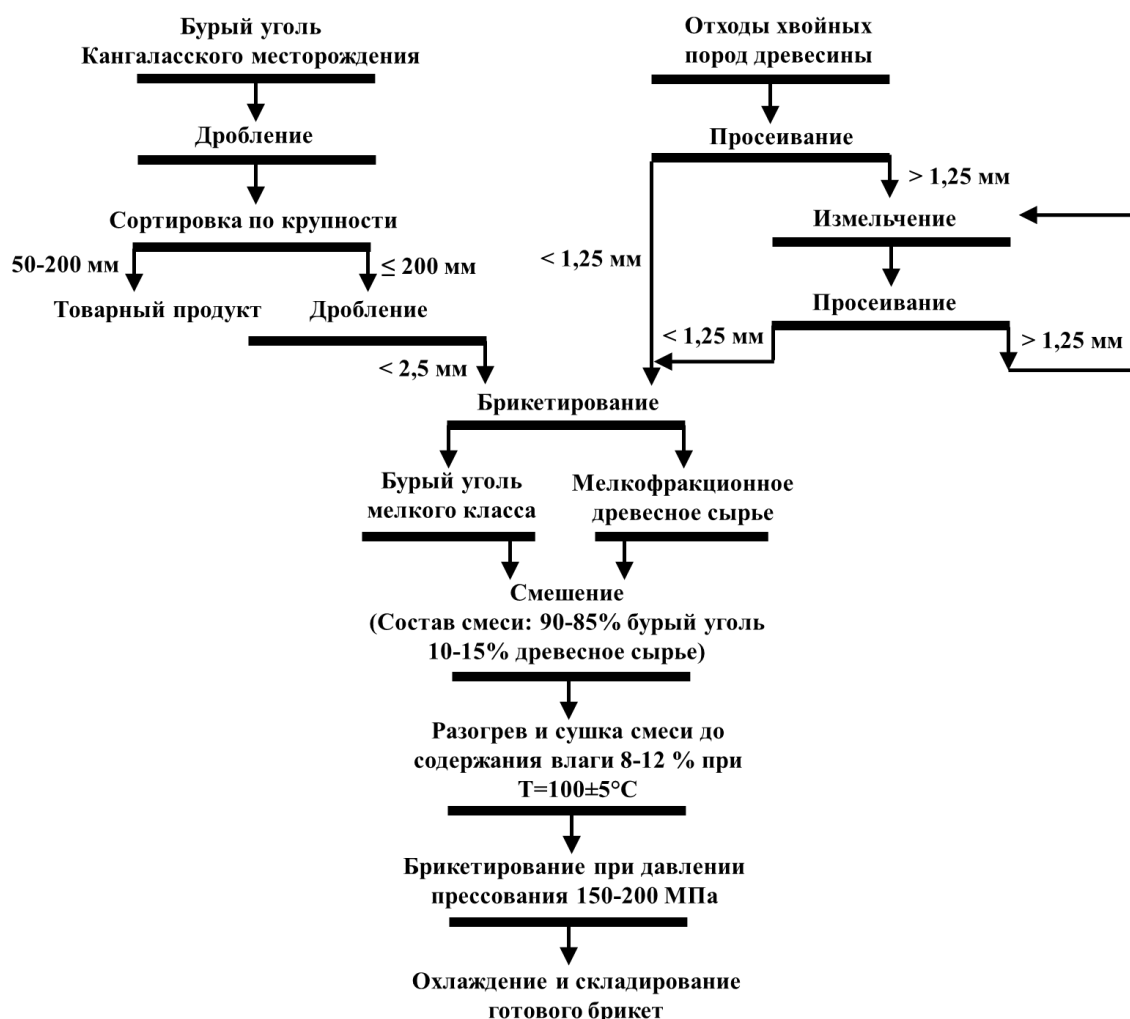 Бурый уголь
Кангаласского месторождения
Отходы хвойных
пород древесины
Дробление
Просеивание
> 1,25 мм
Сортировка по крупности
Измельчение
50-200 мм
≤ 200 мм
< 1,25 мм
Товарный продукт
Дробление
Просеивание
< 1,25 мм
> 1,25 мм
< 2,5 мм
Брикетирование
Бурый уголь
мелкого класса
Мелкофракционное
древесное сырье
Смешение
(Состав смеси: 90-85% бурый уголь
10-15% древесное сырье)
Разогрев и сушка смеси до
содержания влаги 8-12 % при
Т=100±5°С
Брикетирование при давлении
прессования 150-200 МПа
Охлаждение и складирование
готового брикет